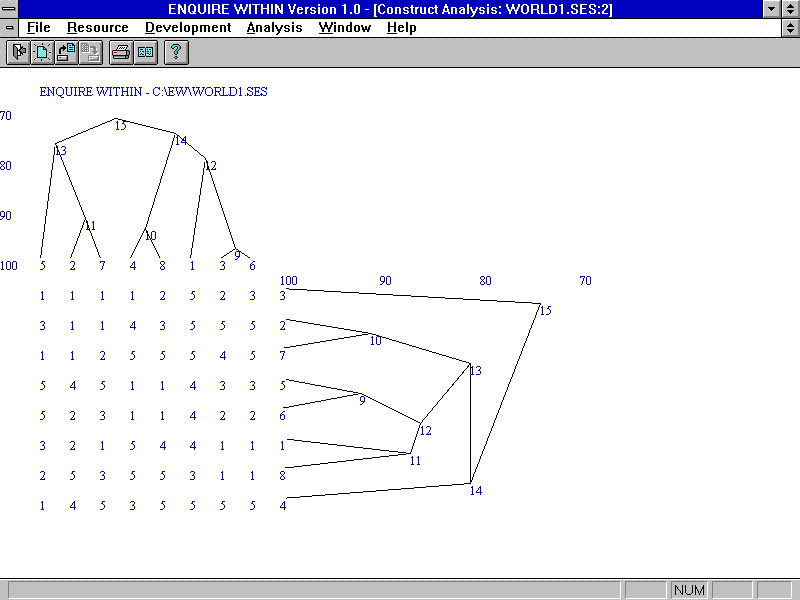 ENQUIRE WITHIN Version 1.0 - [Construct Analysis: WORLD1.SES:2]
File Resource Development Analysis Window Help
?
ENQUIRE WITHIN - C:\EW\WORLD1.SES
70
15
14
13
80
12
90
11
10
9
100 5 2 7 4 8 1 3 6
100 90 80 70
1 1 1 1 2 5 2 3 3
15
3 1 1 4 3 5 5 5 2
10
1 1 2 5 5 5 4 5 7
13
5 4 5 1 1 4 3 3 5
9
5 2 3 1 1 4 2 2 6
12
3 2 1 5 4 4 1 1 1
11
2 5 3 5 5 3 1 1 8
14
1 4 5 3 5 5 5 5 4
NUM